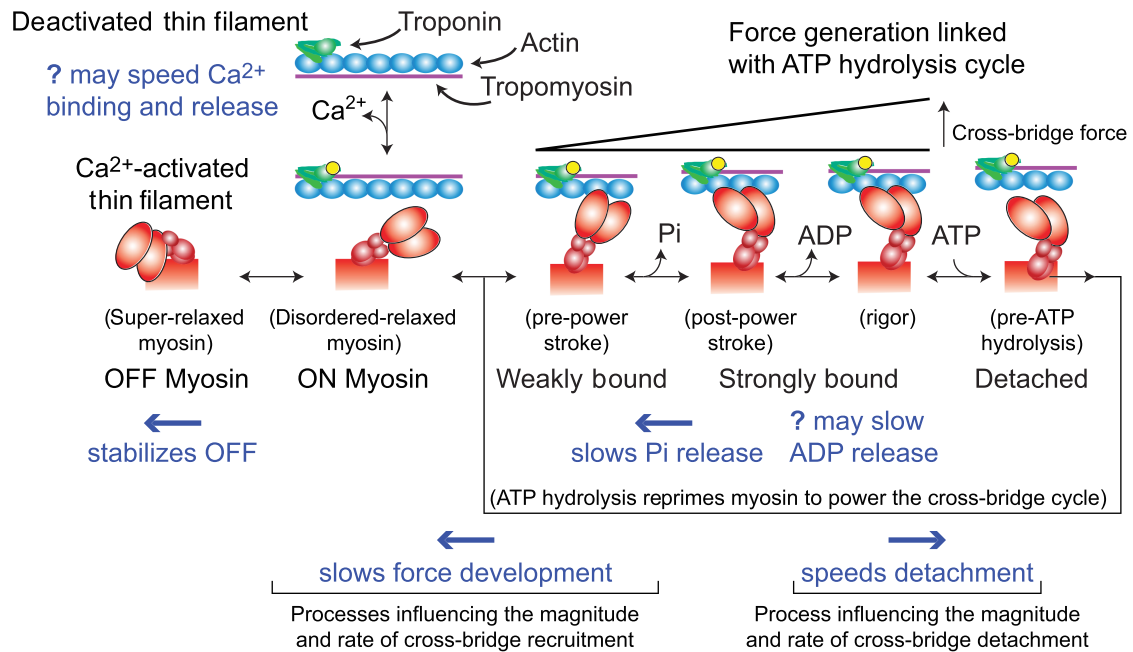 Deactivated thin filament
Troponin
Actin
Tropomyosin
? may speed Ca2+
binding and release
Ca2+
Force generation linked
with ATP hydrolysis cycle
Cross-bridge force
Ca2+-activated
thin filament
Pi
ADP
ATP
(Super-relaxed
myosin)
(Disordered-relaxed
myosin)
(pre-power
stroke)
(post-power
stroke)
(rigor)
(pre-ATP
hydrolysis)
OFF Myosin
ON Myosin
Weakly bound
Strongly bound
Detached
stabilizes OFF
slows Pi release
? may slow
ADP release
(ATP hydrolysis reprimes myosin to power the cross-bridge cycle)
slows force development
speeds detachment
Processes influencing the magnitude
and rate of cross-bridge recruitment
Process influencing the magnitude
and rate of cross-bridge detachment